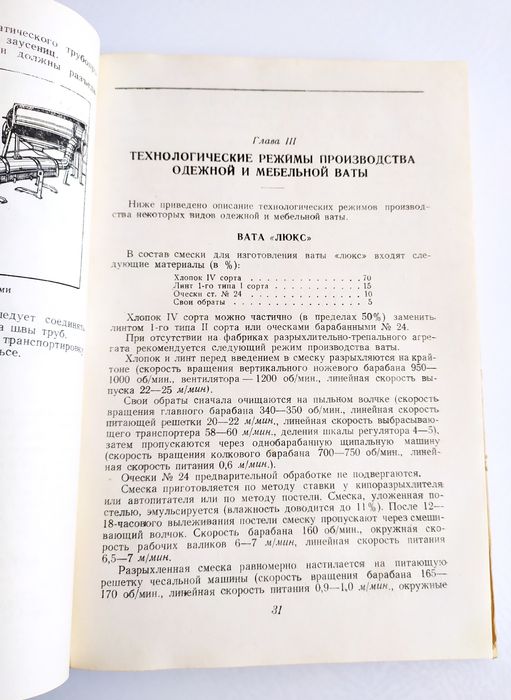 атического
заусениц.
должны
ми
соединять
а швы труб.
транспортировку
Глава III
ТЕХНОЛОГИЧЕСКИЕ РЕЖИМЫ ПРОИЗВОДСТВА
ОДЕЖНОЙ И МЕБЕЛЬНОЙ ВАТЫ
Ниже приведено описание технологических режимов производ-
ства некоторых видов одежной и мебельной ваты.
ВАТА «ЛЮКС»
В состав смески для изготовления ваты «люкс» входят сле-
дующие материалы (в %):
Хлопок IV сорта . . . . . . . . . . . . . 70
Линт 1-го типа I сорта . . . . . . . . . . 15
Очески ст. № 24 . . . . . . . . . . . . . 10
Свои обраты . . . . . . . . . . . . . . . 5
Хлопок IV сорта можно частично (в пределах 50%) заменить
линтом 1-го типа II сорта или оческами барабанными № 24.
При отсутствии на фабриках разрыхлительно-трепального агре-
гата рекомендуется следующий режим производства ваты.
Хлопок и линт перед введением в смеску разрыхляются на край-
тоне (скорость вращения вертикального ножевого барабана 950—
1000 об/мин., вентилятора — 1200 об/мин, линейная скорость вы-
пуска 22—25 м/мин).
Свои обраты сначала очищаются на пыльном волчке (скорость
вращения главного барабана 340—350 об/мин, линейная скорость
питающей решетки 20—22 м/мин., линейная скорость выбрасываю-
щего транспортера 58—60 м/мин., деления шкалы регулятора 4—5),
затем пропускаются через однобарабанную щипальную машину
(скорость вращения колкового барабана 700—750 об/мин., линей-
ная скорость питания 0,6 м/мин.).
Очески № 24 предварительной обработке не подвергаются.
Смеска приготовляется по методу ставки у кипоразрыхлителя
или автопитателя или по методу постели. Смеска, уложенная по-
стелью, эмульсируется (влажность доводится до 11%). После 12—
18-часового вылеживания постели смеску пропускают через смеши-
вающий волчок. Скорость барабана 160 об/мин., окружная ско-
рость рабочих валиков 6—7 м/мин, линейная скорость питания
6,5—7 м/мин.
Разрыхленная смеска равномерно настилается на питающую
решетку чесальной машины (скорость вращения барабана 165—
170 об/мин., линейная скорость питания 0,9—1,0 м/мин., окружные
31